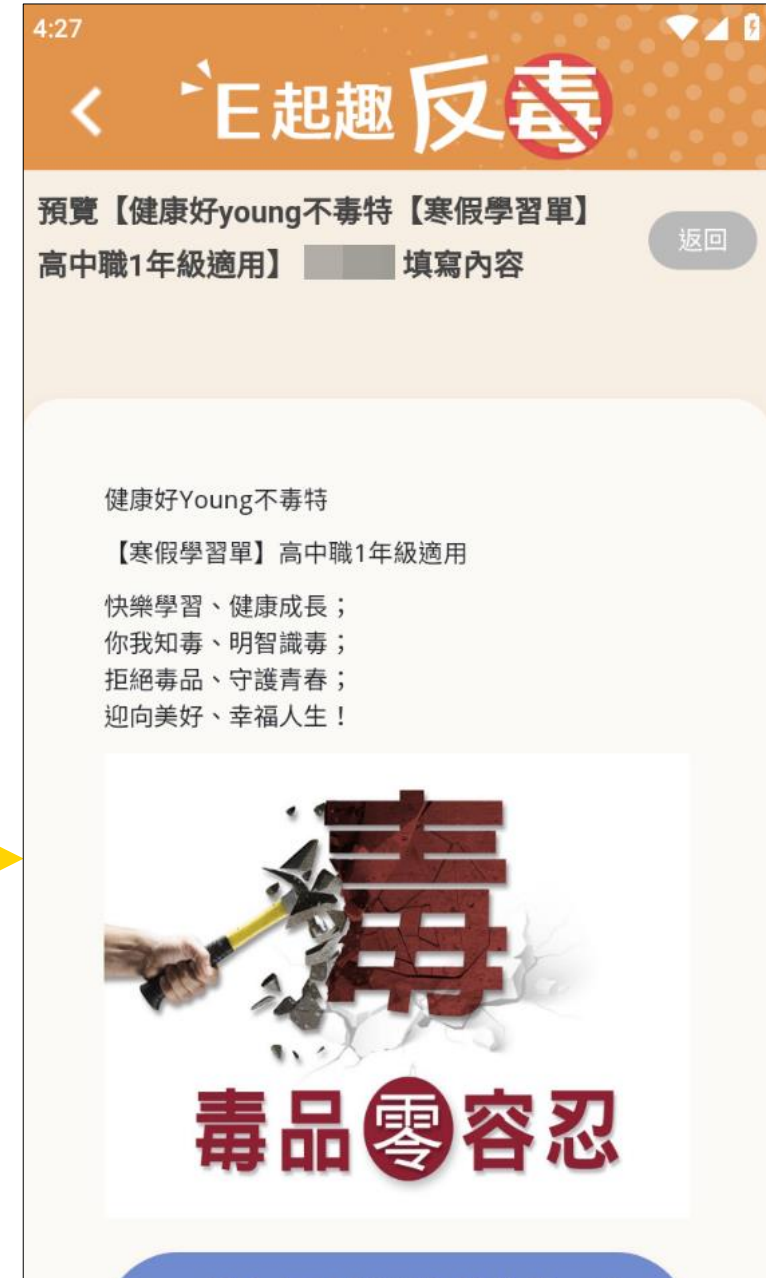 4:27
E起趣反毒
預覽【健康好young不毒特【寒假學習單】
高中職1年級適用】 填寫內容
返回
健康好Young不毒特
【寒假學習單】高中職1年級適用
快樂學習、健康成長；
你我知毒、明智識毒；
拒絕毒品、守護青春；
迎向美好、幸福人生！
毒
毒品零容忍